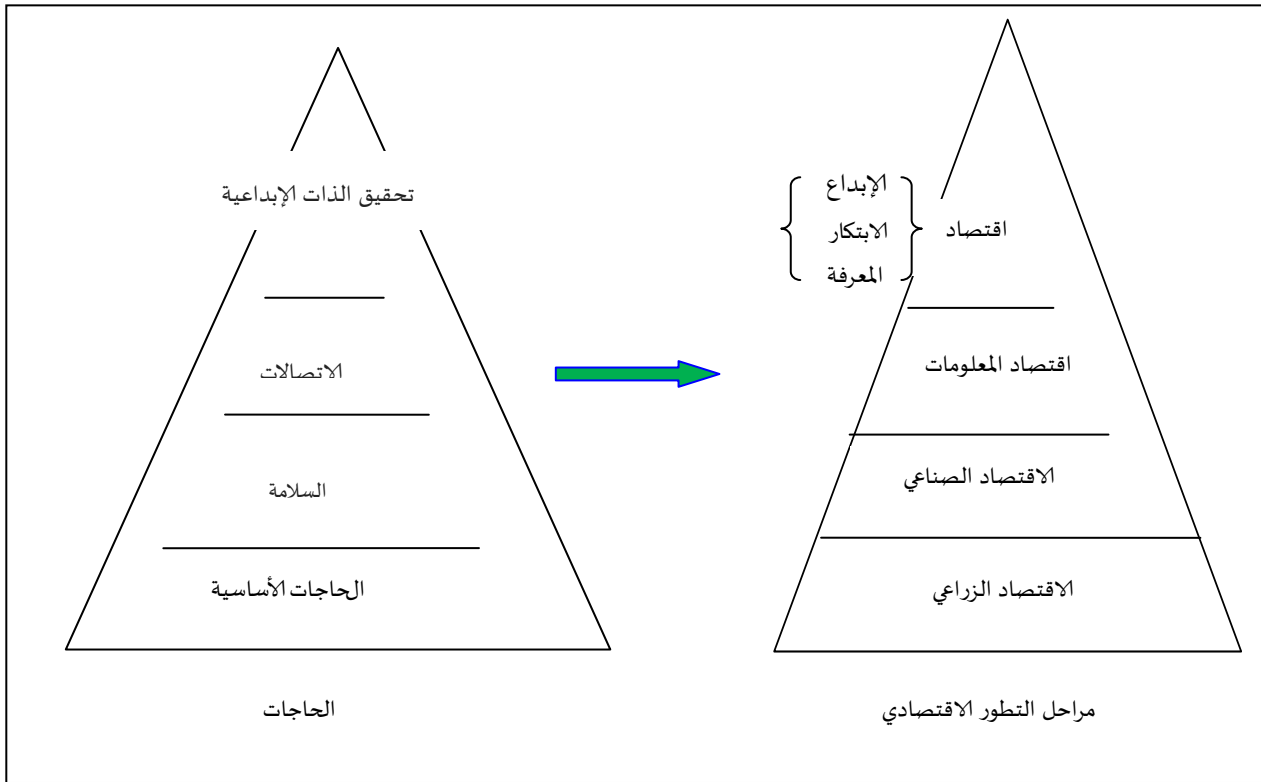 الإبداع
اقتصاد
الابتكار
المعرفة
اقتصاد المعلومات
الاقتصاد الصناعي
الاقتصاد الزراعي
مراحل التطور الاقتصادي
تحقيق الذات الإبداعية
الاتصالات
السلامة
الحاجات الأساسية
الحاجات